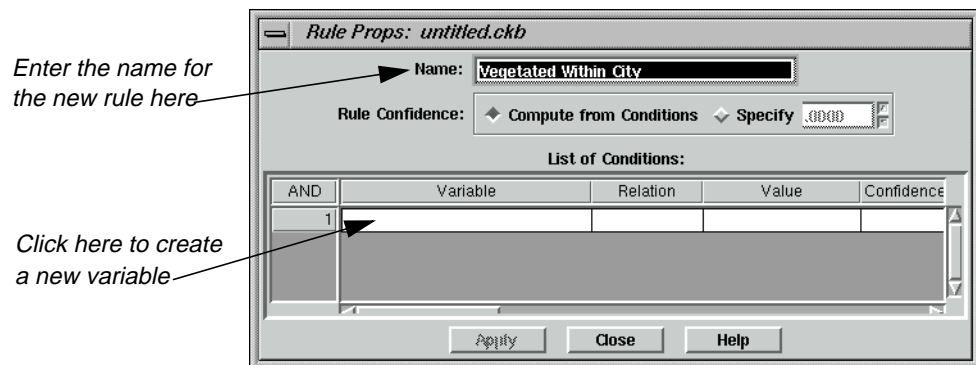 Rule Props: untitled.ckb
Enter the name for
the new rule here
Name: Vegetated Within City
Rule Confidence: Compute from Conditions Specify .0000
List of Conditions:
AND Variable Relation Value Confidence
1
Click here to create
a new variable
Apply Close Help